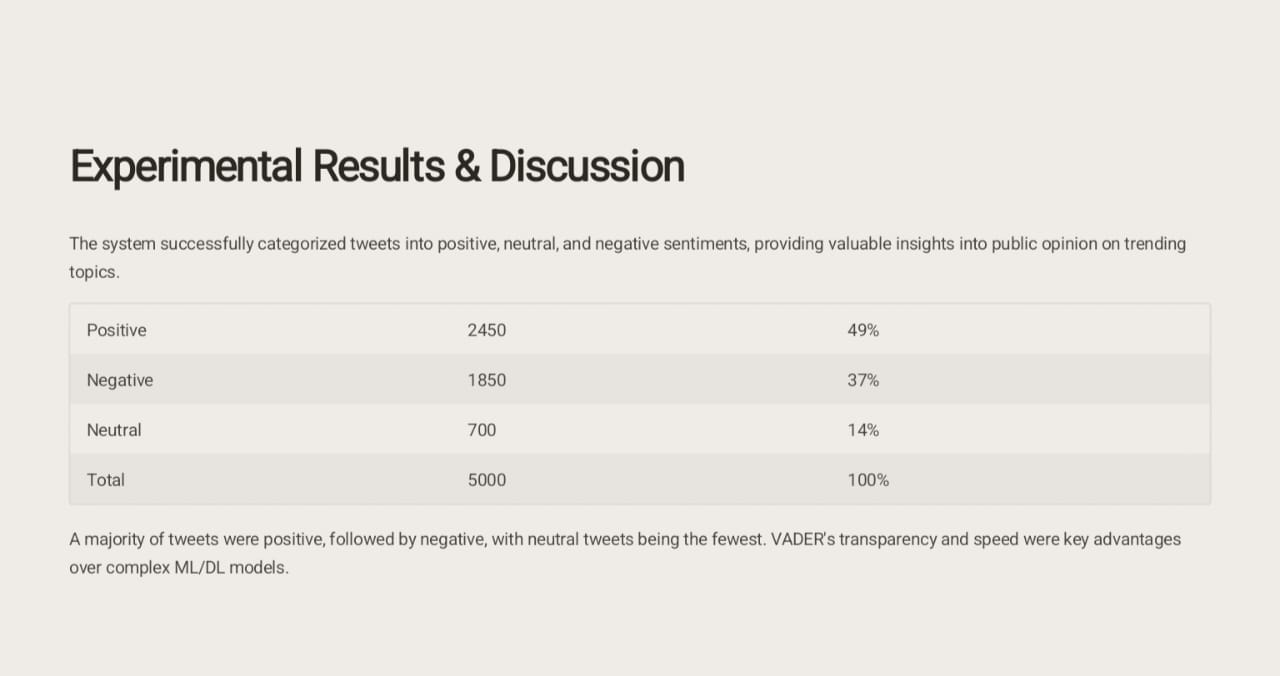 Experimental Results & Discussion
The system successfully categorized tweets into positive, neutral, and negative sentiments, providing valuable insights into public opinion on trending
topics.
Positive 2450 49%
Negative 1850 37%
Neutral 700 14%
Total 5000 100%
A majority of tweets were positive, followed by negative, with neutral tweets being the fewest. VADER's transparency and speed were key advantages
over complex ML/DL models.